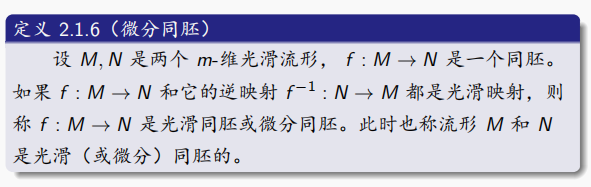 定义 2.1.6（微分同胚）
设 M, N 是两个 m-维光滑流形， f : M → N 是一个同胚。
如果 f : M → N 和它的逆映射 f⁻¹ : N → M 都是光滑映射，则
称 f : M → N 是光滑同胚或微分同胚。此时也称流形 M 和 N
是光滑（或微分）同胚的。